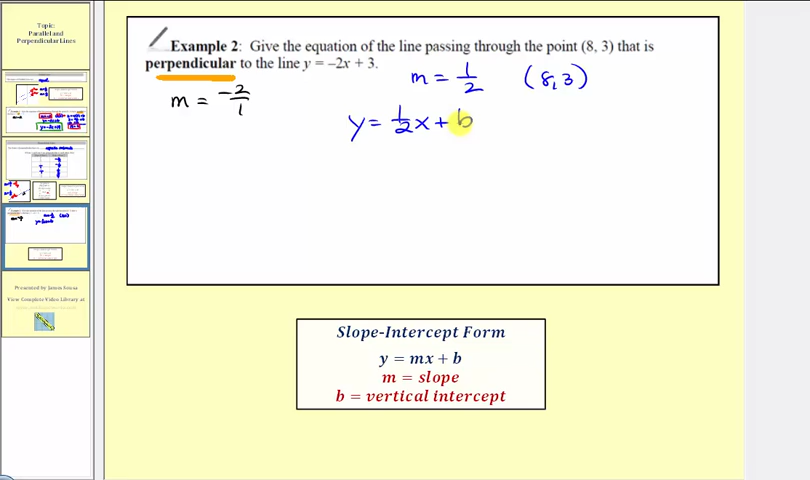 Topic:
Parallel and
Perpendicular Lines
Example 2: Give the equation of the line passing through the point (8, 3) that is
perpendicular to the line y = –2x + 3.
m = 1/2 (8,3)
m = -2/1
y = 1/2 x + b
Slope-Intercept Form
y = mx + b
m = slope
b = vertical intercept
Presented by James Sousa
View Complete Video Library at